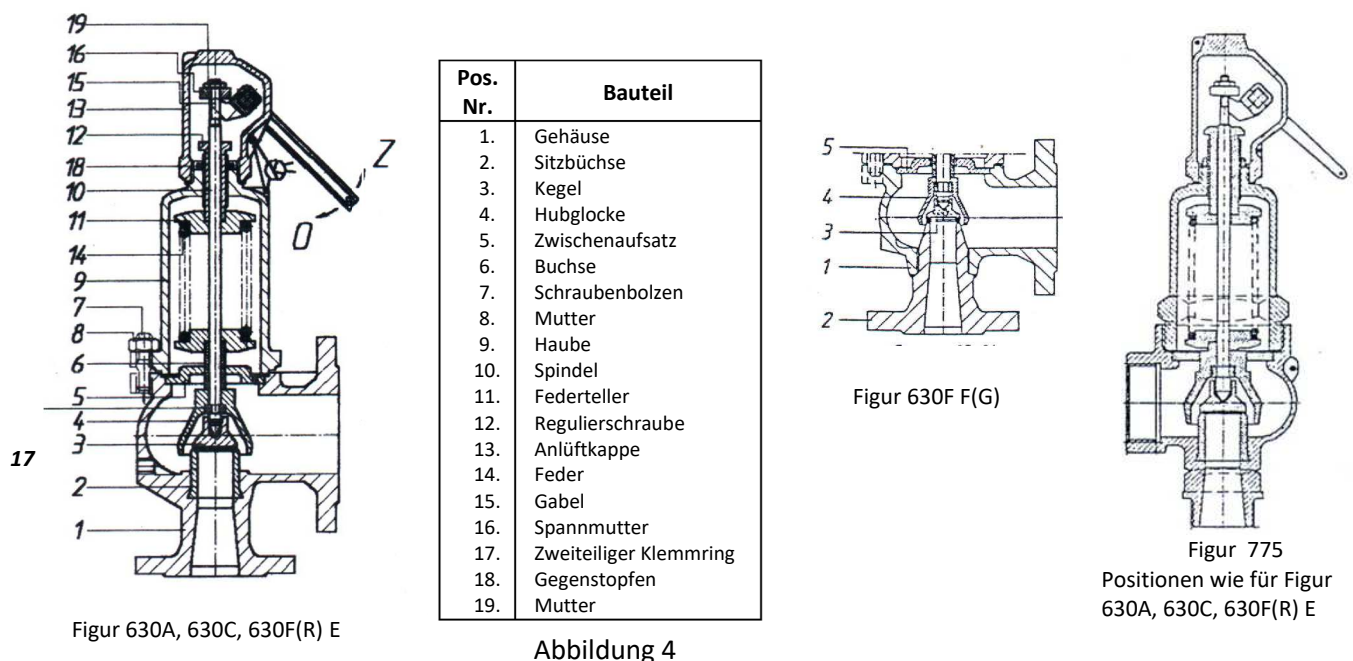 19
16
15
13
12
18
10
11
14
9
7
8
6
5
4
3
17
2
1
Z
O
Figur 630A, 630C, 630F(R) E
Pos. Nr. Bauteil
1. Gehäuse
2. Sitzbüchse
3. Kegel
4. Hubglocke
5. Zwischenaufsatz
6. Buchse
7. Schraubenbolzen
8. Mutter
9. Haube
10. Spindel
11. Federteller
12. Regulierschraube
13. Anlüftkappe
14. Feder
15. Gabel
16. Spannmutter
17. Zweiteiliger Klemmring
18. Gegenstopfen
19. Mutter
Abbildung 4
5
4
3
1
2
Figur 630F F(G)
Figur 775
Positionen wie für Figur
630A, 630C, 630F(R) E